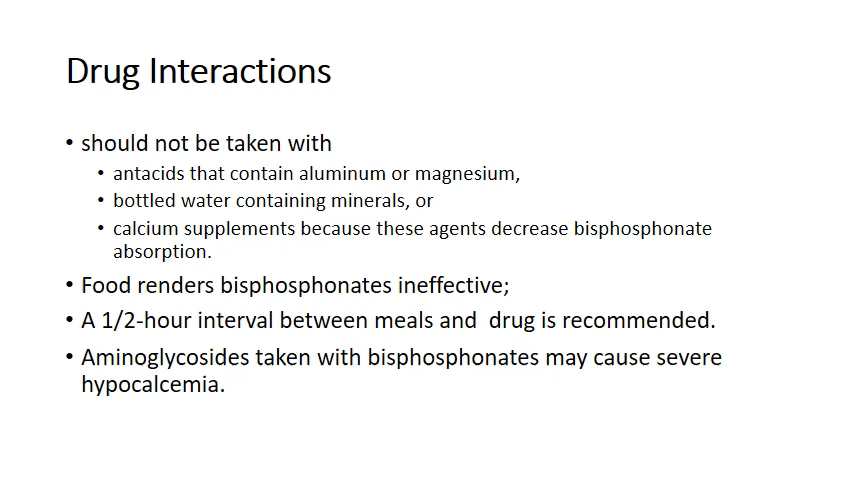 Drug Interactions
• should not be taken with
• antacids that contain aluminum or magnesium,
• bottled water containing minerals, or
• calcium supplements because these agents decrease bisphosphonate
absorption.
• Food renders bisphosphonates ineffective;
• A 1/2-hour interval between meals and  drug is recommended.
• Aminoglycosides taken with bisphosphonates may cause severe
hypocalcemia.